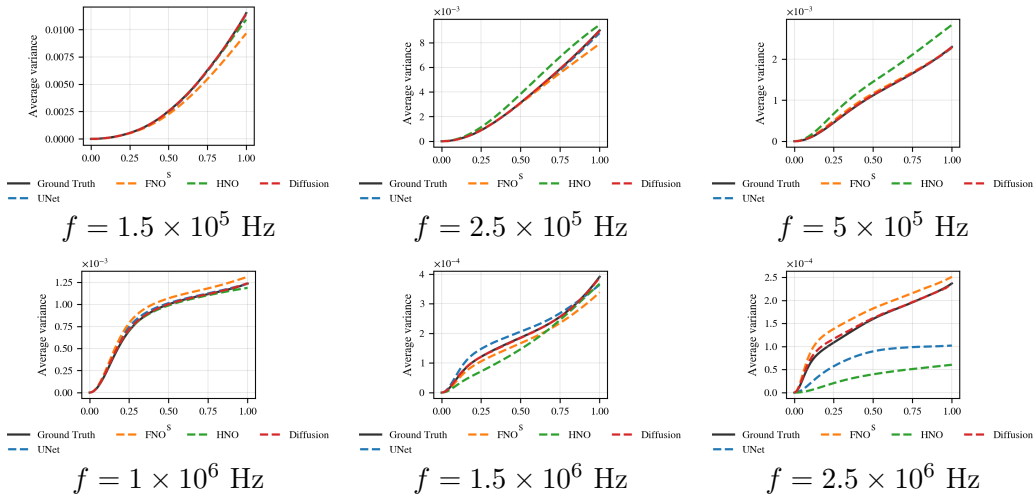 Average variance
0.0100
0.0075
0.0050
0.0025
0.0000
0.00 0.25 0.50 0.75 1.00
s
Ground Truth FNO HNO Diffusion
UNet
f = 1.5 × 10⁵ Hz
×10⁻³
Average variance
8
6
4
2
0
0.00 0.25 0.50 0.75 1.00
s
Ground Truth FNO HNO Diffusion
UNet
f = 2.5 × 10⁵ Hz
×10⁻³
Average variance
2
1
0
0.00 0.25 0.50 0.75 1.00
s
Ground Truth FNO HNO Diffusion
UNet
f = 5 × 10⁵ Hz
×10⁻³
Average variance
1.25
1.00
0.75
0.50
0.25
0.00
0.00 0.25 0.50 0.75 1.00
s
Ground Truth FNO HNO Diffusion
UNet
f = 1 × 10⁶ Hz
×10⁻⁴
Average variance
4
3
2
1
0
0.00 0.25 0.50 0.75 1.00
s
Ground Truth FNO HNO Diffusion
UNet
f = 1.5 × 10⁶ Hz
×10⁻⁴
Average variance
2.5
2.0
1.5
1.0
0.5
0.0
0.00 0.25 0.50 0.75 1.00
s
Ground Truth FNO HNO Diffusion
UNet
f = 2.5 × 10⁶ Hz